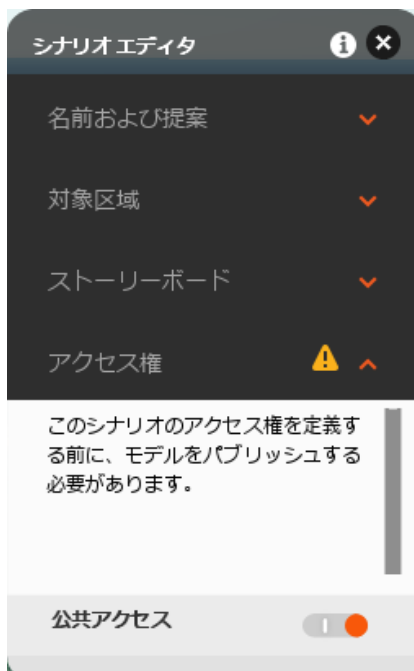 シナリオ エディタ
名前および提案
対象区域
ストーリーボード
アクセス権
このシナリオのアクセス権を定義す
る前に、モデルをパブリッシュする
必要があります。
公共アクセス